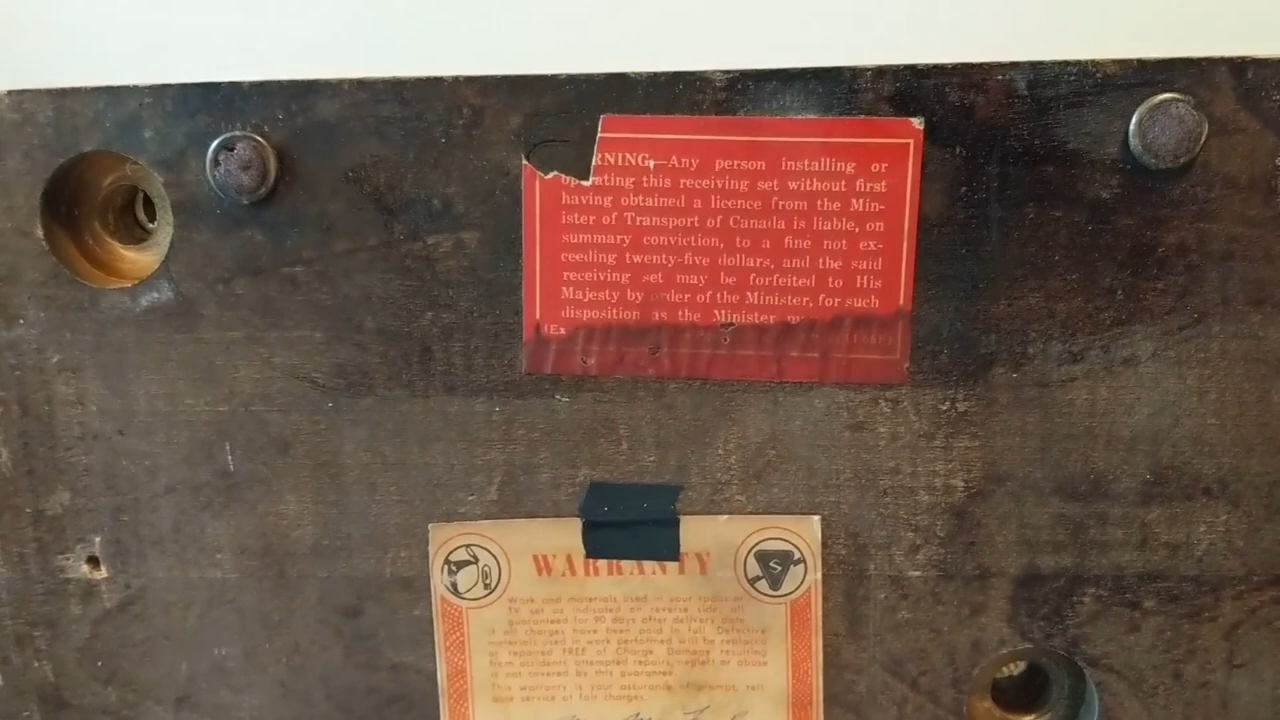 RNING,—Any person installing or
operating this receiving set without first
having obtained a licence from the Min-
ister of Transport of Canada is liable, on
summary conviction, to a fine not ex-
ceeding twenty-five dollars, and the said
receiving set may be forfeited to His
Majesty by order of the Minister, for such
disposition as the Minister
(Ex
WARRANTY
S
Work and materials used in your radio or
TV set as indicated on reverse side, all
guaranteed for 90 days after delivery date
if all charges have been paid in full. Defective
materials used in work performed will be replaced
or repaired FREE of Charge. Damage resulting
from accidents, attempted repairs, neglect or abuse
is not covered by this guarantee.
This warranty is your assurance of prompt, reli-
able service at fair charges.